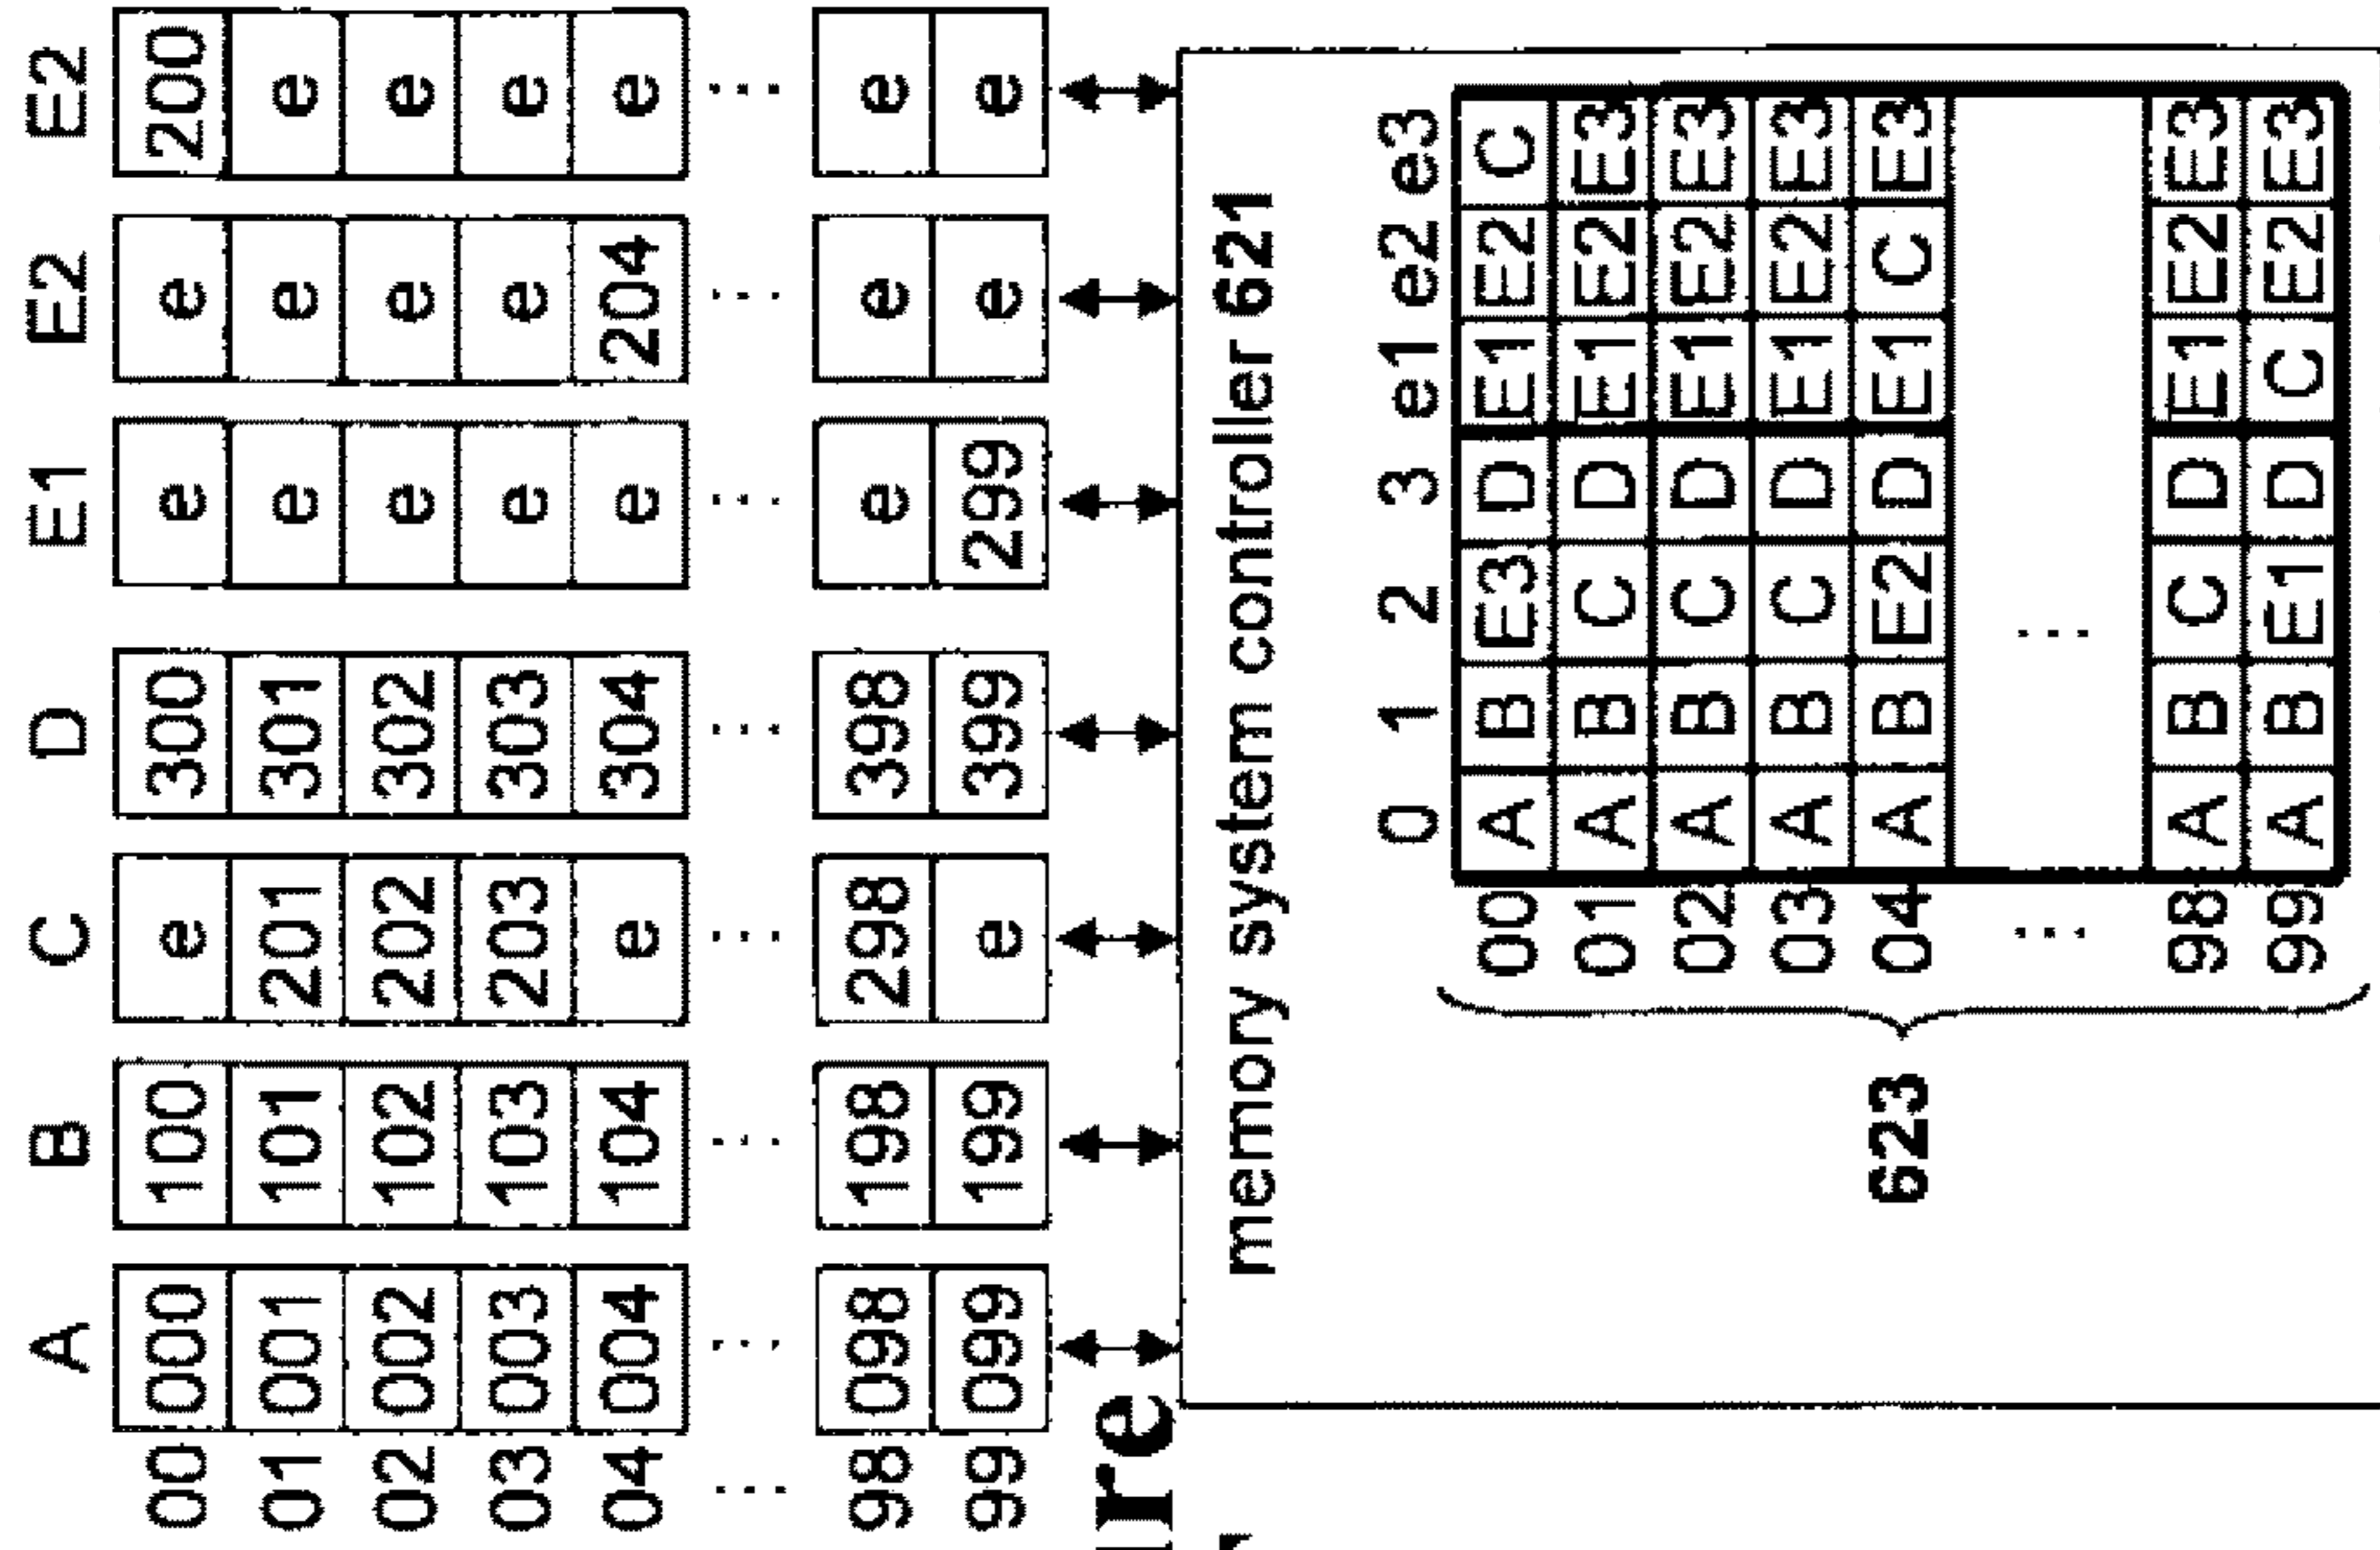 A B C D E1 E2 E2
00 000 100 e 300 e e 200
01 001 101 201 301 e e e
02 002 102 202 302 e e e
03 003 103 203 303 e e e
04 004 104 e 304 e 204 e
... ... ... ... ... ... ... ...
98 098 198 298 398 e e e
99 099 199 e 399 299 e e
re
memory system controller 621
0 1 2 3 e1 e2 e3
00 A B E3 D E1 E2 C
01 A B C D E1 E2 E3
02 A B C D E1 E2 E3
03 A B C D E1 E2 E3
623 04 A B E2 D E1 C E3
... ...
98 A B C D E1 E2 E3
99 A B E1 D C E2 E3